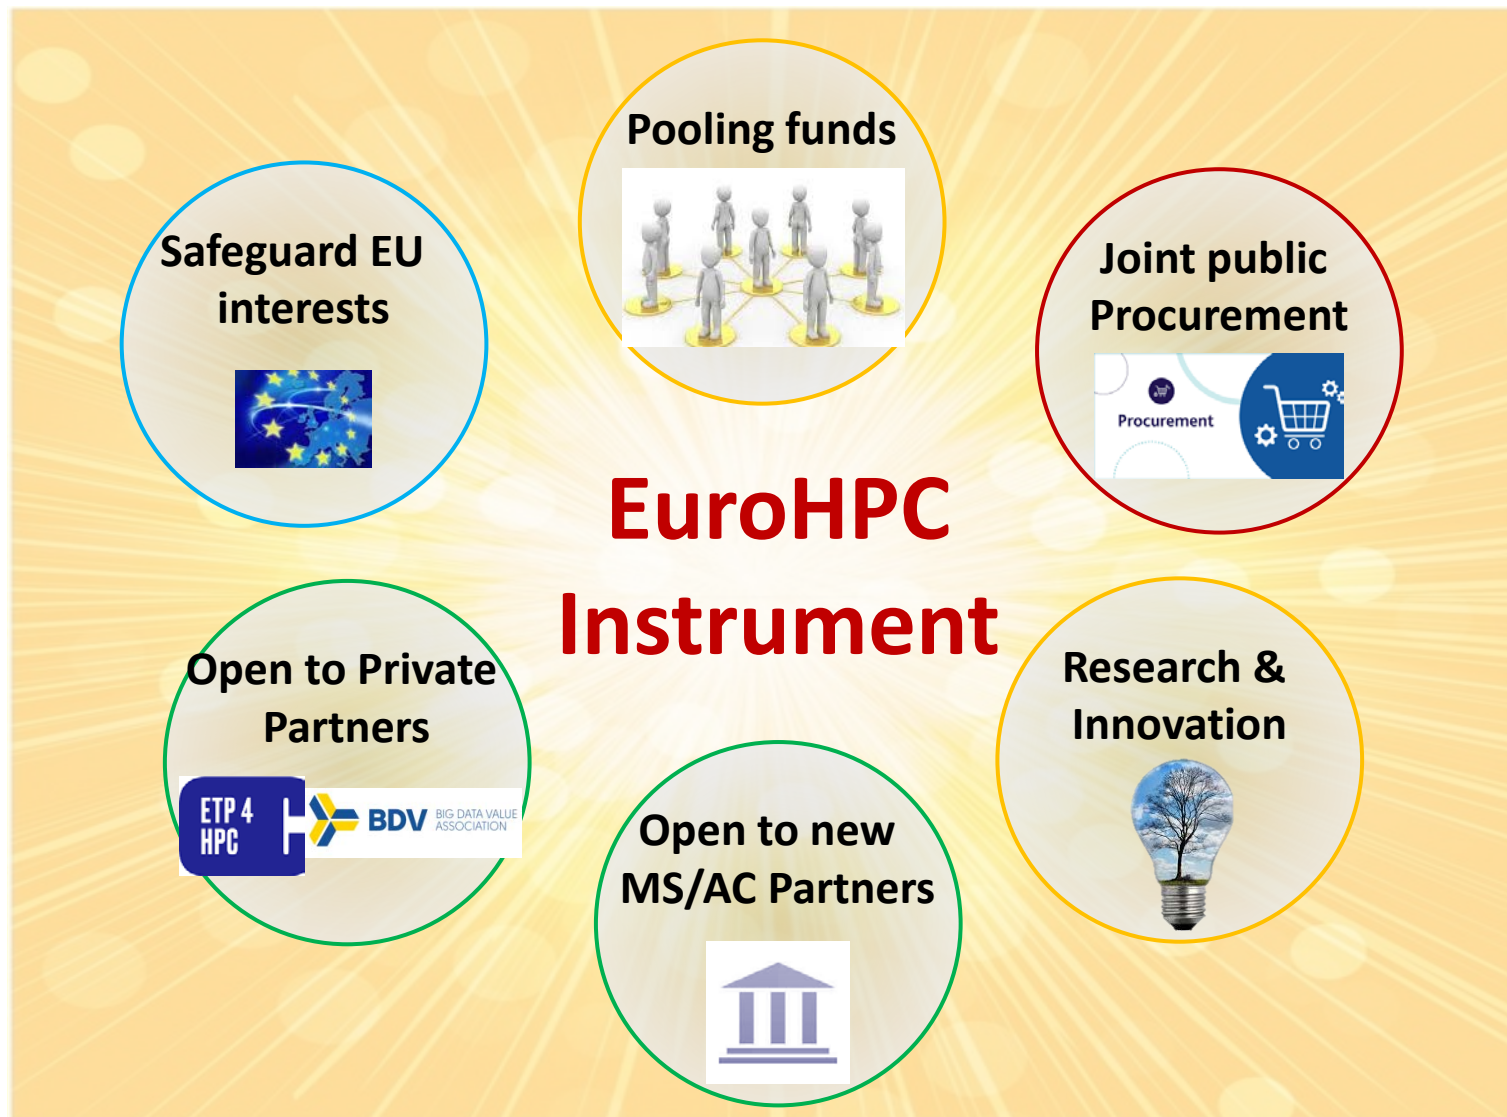 Pooling funds
Safeguard EU
interests
Joint public
Procurement
Procurement
EuroHPC
Instrument
Open to Private
Partners
ETP 4
HPC
BDV BIG DATA VALUE
ASSOCIATION
Research &
Innovation
Open to new
MS/AC Partners